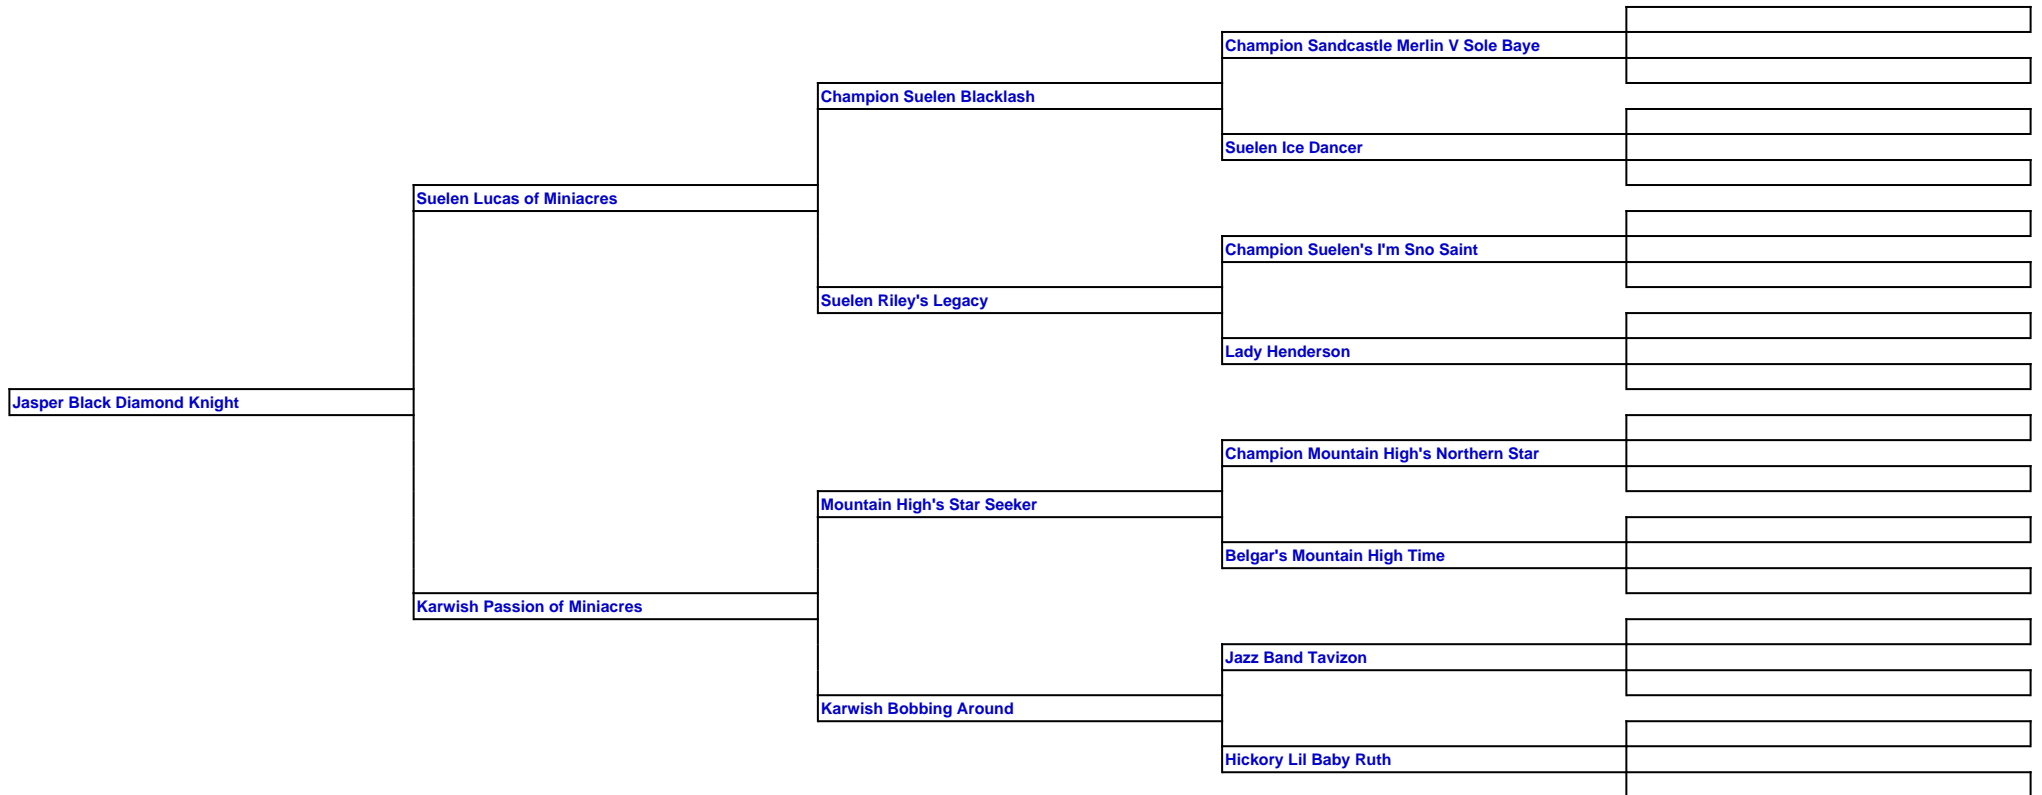 Champion Sandcastle Merlin V Sole Baye
Champion Suelen Blacklash
Suelen Ice Dancer
Suelen Lucas of Miniacres
Champion Suelen's I'm Sno Saint
Suelen Riley's Legacy
Lady Henderson
Jasper Black Diamond Knight
Champion Mountain High's Northern Star
Mountain High's Star Seeker
Belgar's Mountain High Time
Karwish Passion of Miniacres
Jazz Band Tavizon
Karwish Bobbing Around
Hickory Lil Baby Ruth